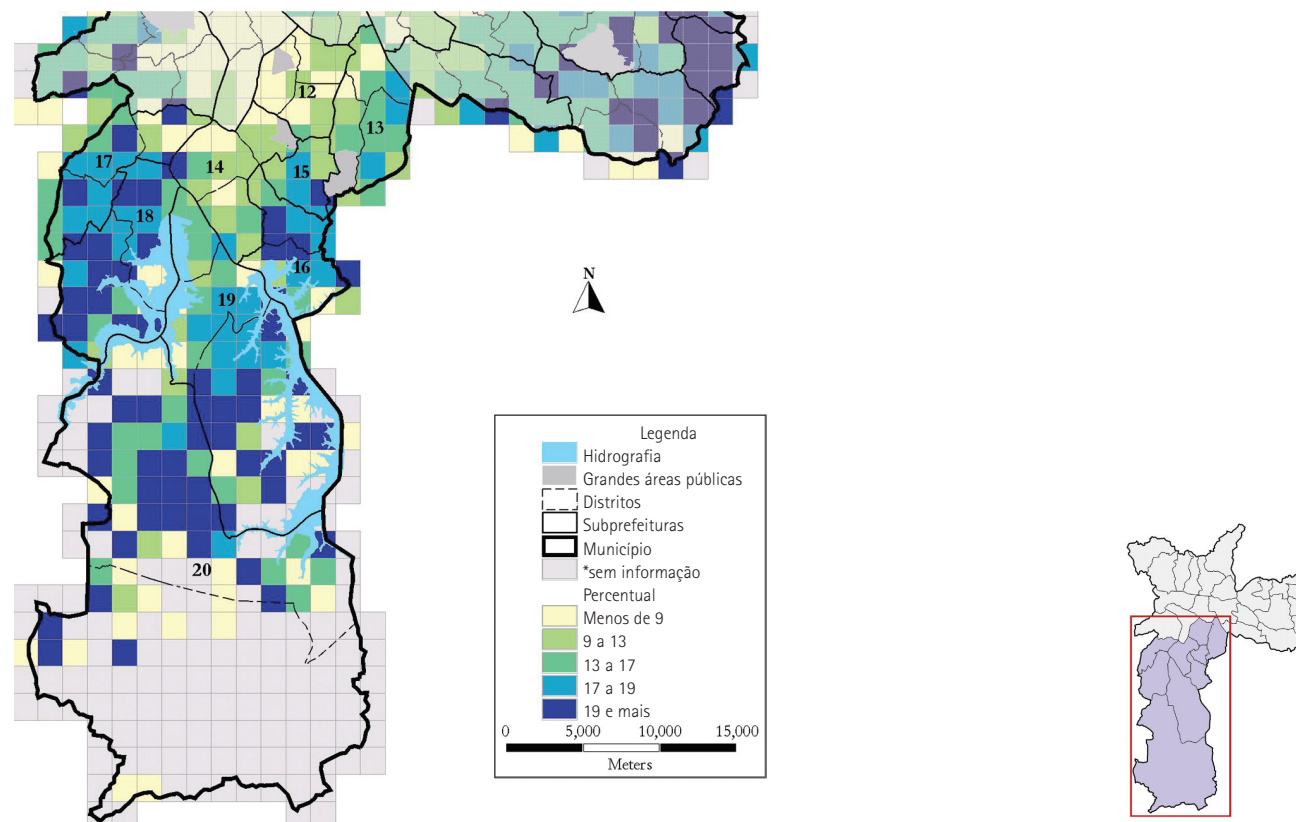 12
13
14
15
17
18
16
19
20
N
Legenda
Hidrografia
Grandes áreas públicas
Distritos
Subprefeituras
Município
*sem informação
Percentual
Menos de 9
9 a 13
13 a 17
17 a 19
19 e mais
0 5,000 10,000 15,000
Meters